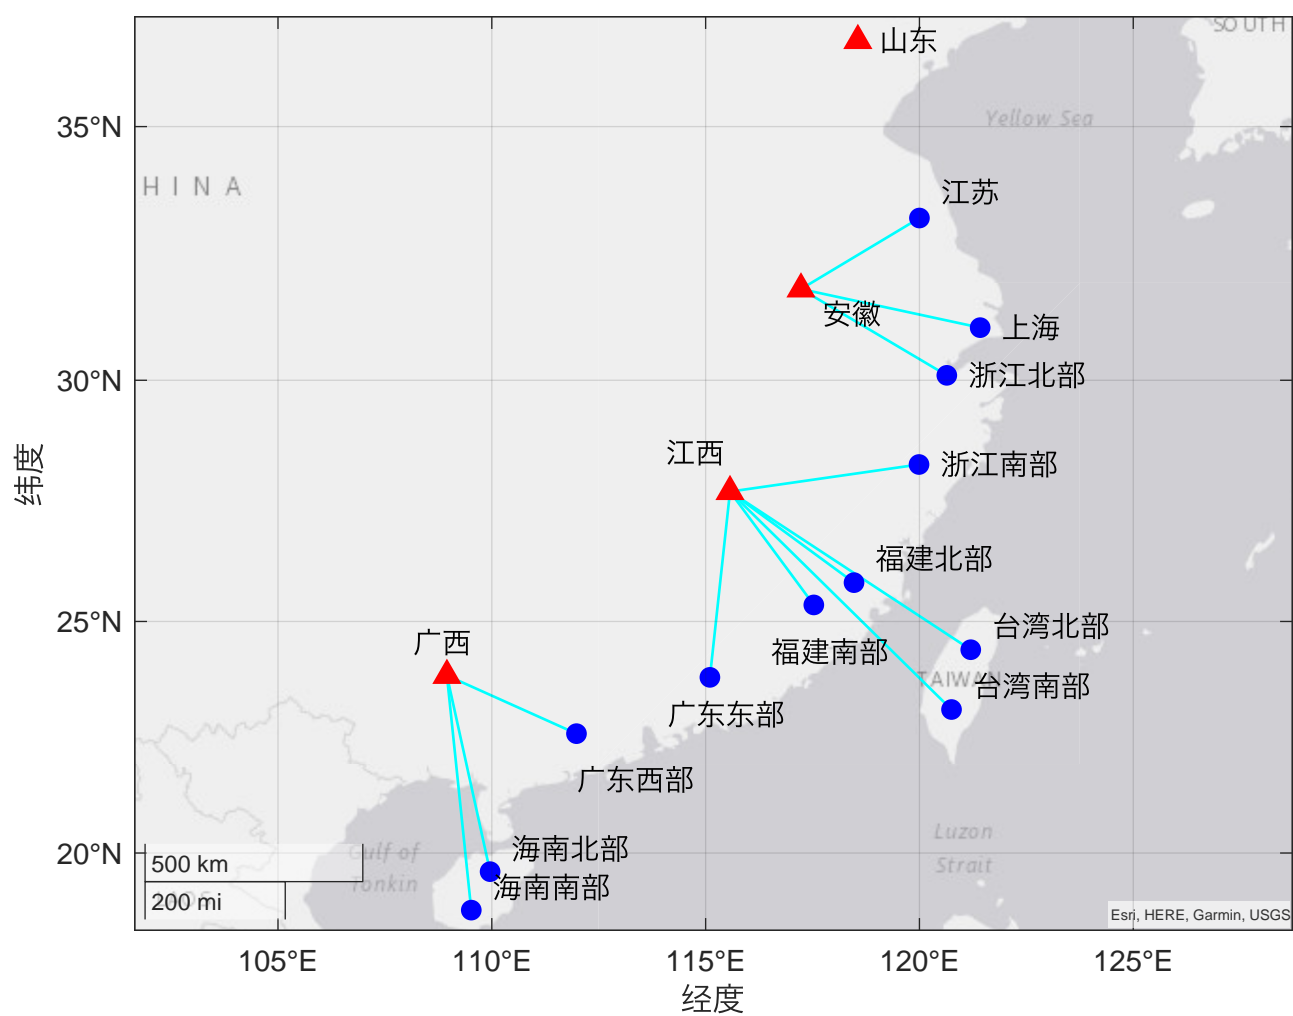 SOUTH
山东
Yellow Sea
35°N
HINA
江苏
安徽
上海
30°N
浙江北部
江西
浙江南部
纬度
福建北部
25°N
台湾北部
广西
福建南部
TAIWAN
台湾南部
广东东部
广东西部
Luzon
Strait
20°N
海南北部
Gulf of
Tonkin
500 km
海南南部
200 mi
Esri, HERE, Garmin, USGS
105°E
110°E
115°E
120°E
125°E
经度